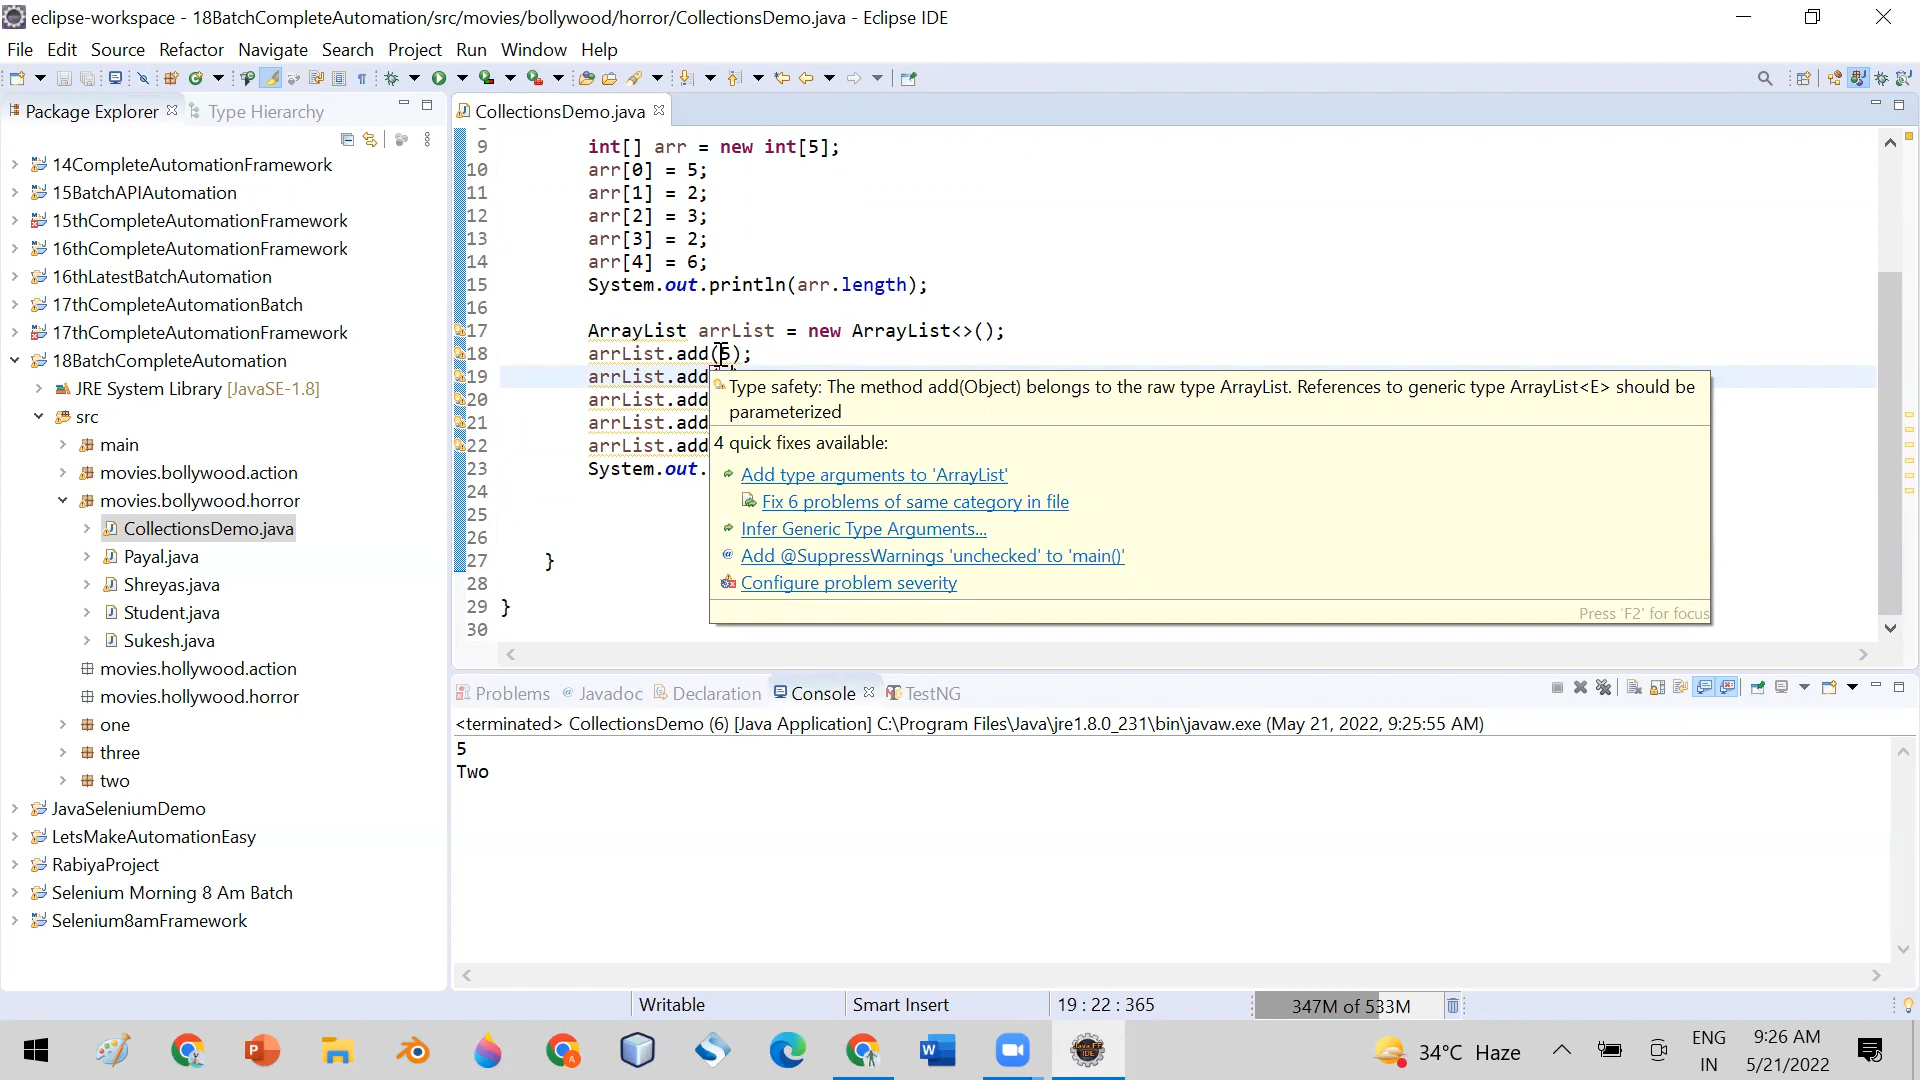 eclipse-workspace - 18BatchCompleteAutomation/src/movies/bollywood/horror/CollectionsDemo.java - Eclipse IDE
File Edit Source Refactor Navigate Search Project Run Window Help
Package Explorer Type Hierarchy
14CompleteAutomationFramework
15BatchAPIAutomation
15thCompleteAutomationFramework
16thCompleteAutomationFramework
16thLatestBatchAutomation
17thCompleteAutomationBatch
17thCompleteAutomationFramework
18BatchCompleteAutomation
JRE System Library [JavaSE-1.8]
src
main
movies.bollywood.action
movies.bollywood.horror
CollectionsDemo.java
Payal.java
Shreyas.java
Student.java
Sukesh.java
movies.hollywood.action
movies.hollywood.horror
one
three
two
JavaSeleniumDemo
LetsMakeAutomationEasy
RabiyaProject
Selenium Morning 8 Am Batch
Selenium8amFramework
CollectionsDemo.java
9 int[] arr = new int[5];
10 arr[0] = 5;
11 arr[1] = 2;
12 arr[2] = 3;
13 arr[3] = 2;
14 arr[4] = 6;
15 System.out.println(arr.length);
16
17 ArrayList arrList = new ArrayList<>();
18 arrList.add(5);
19 arrList.add
20 arrList.add
21 arrList.add
22 arrList.add
23 System.out.
24
25
26
27 }
28
29 }
30
Type safety: The method add(Object) belongs to the raw type ArrayList. References to generic type ArrayList<E> should be
parameterized
4 quick fixes available:
Add type arguments to 'ArrayList'
Fix 6 problems of same category in file
Infer Generic Type Arguments...
Add @SuppressWarnings 'unchecked' to 'main()'
Configure problem severity
Press 'F2' for focus
Problems Javadoc Declaration Console TestNG
<terminated> CollectionsDemo (6) [Java Application] C:\Program Files\Java\jre1.8.0_231\bin\javaw.exe (May 21, 2022, 9:25:55 AM)
5
Two
Writable Smart Insert 19 : 22 : 365 347M of 533M
34°C Haze ENG IN 9:26 AM 5/21/2022